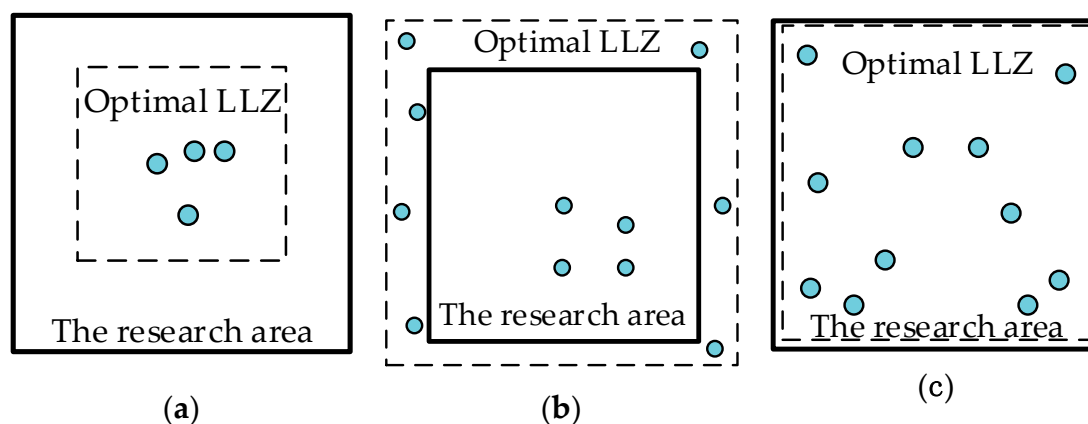 Optimal LLZ
The research area
(a)
Optimal LLZ
The research area
(b)
Optimal LLZ
The research area
(c)